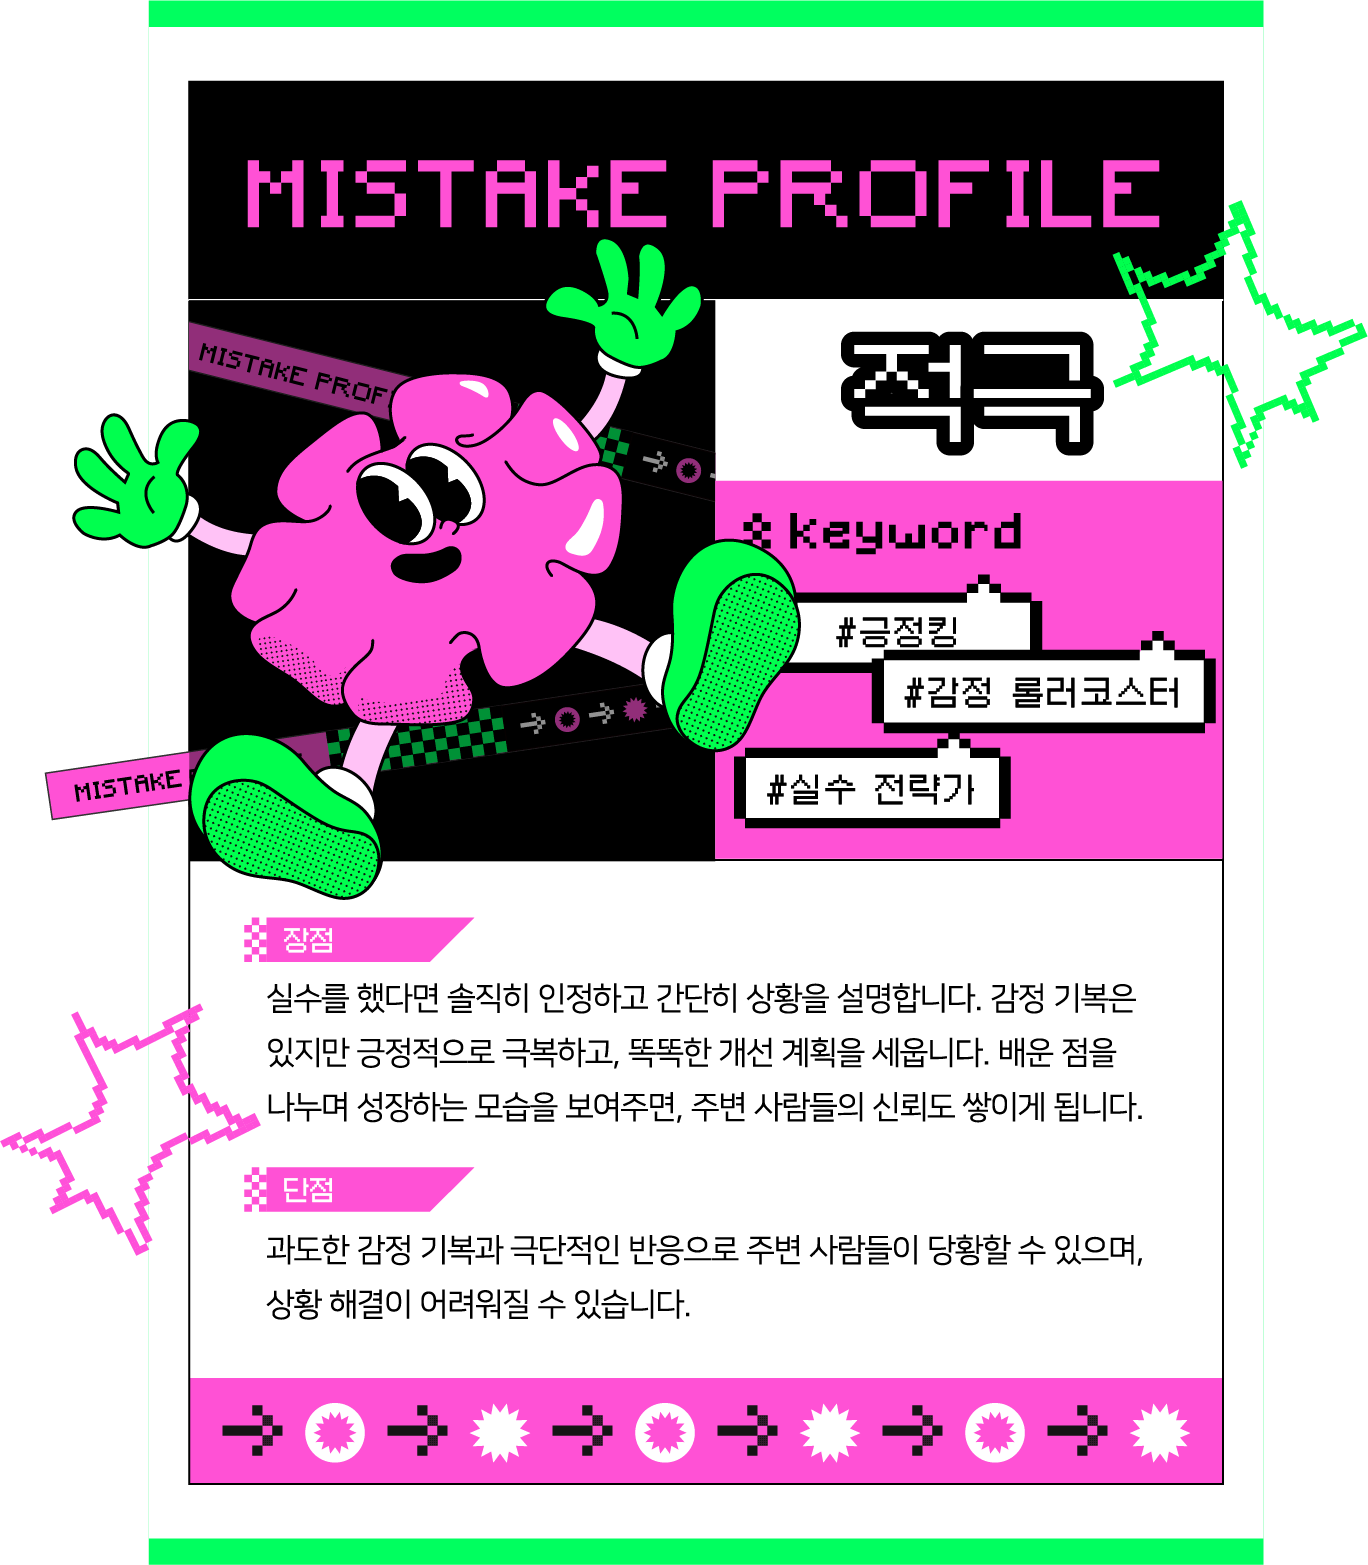 MISTAKE PROFILE
MISTAKE PROF
적극
keyword
#긍정킹
#감정 롤러코스터
#실수 전략가
MISTAKE
장점
실수를 했다면 솔직히 인정하고 간단히 상황을 설명합니다. 감정 기복은
있지만 긍정적으로 극복하고, 똑똑한 개선 계획을 세웁니다. 배운 점을
나누며 성장하는 모습을 보여주면, 주변 사람들의 신뢰도 쌓이게 됩니다.
단점
과도한 감정 기복과 극단적인 반응으로 주변 사람들이 당황할 수 있으며,
상황 해결이 어려워질 수 있습니다.